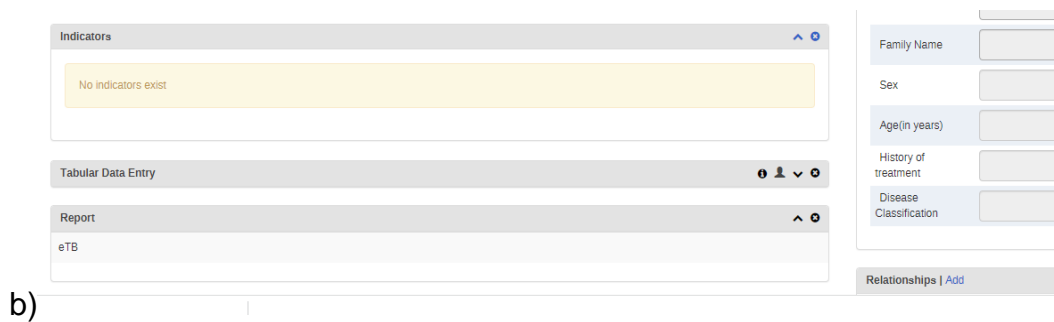 Indicators
No indicators exist
Tabular Data Entry
Report
eTB
Family Name
Sex
Age(in years)
History of
treatment
Disease
Classification
Relationships | Add
b)